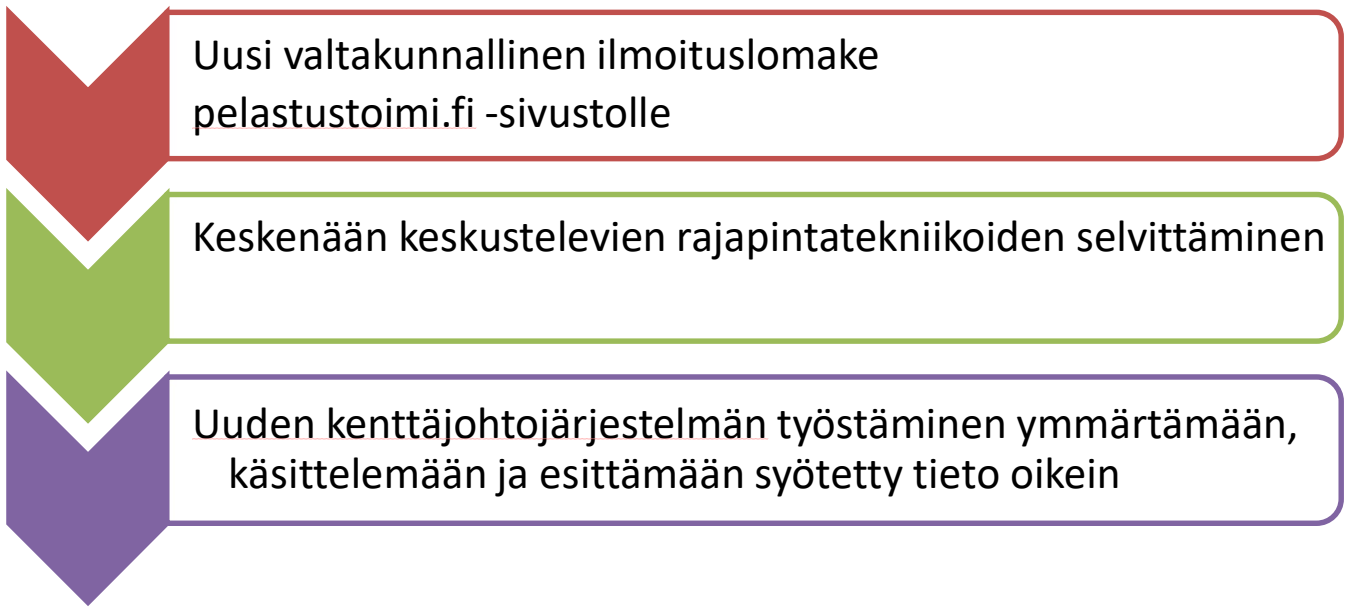 Uusi valtakunnallinen ilmoituslomake
pelastustoimi.fi -sivustolle
Keskenään keskustelevien rajapintatekniikoiden selvittäminen
Uuden kenttäjohtojärjestelmän työstäminen ymmärtämään,
käsittelemään ja esittämään syötetty tieto oikein